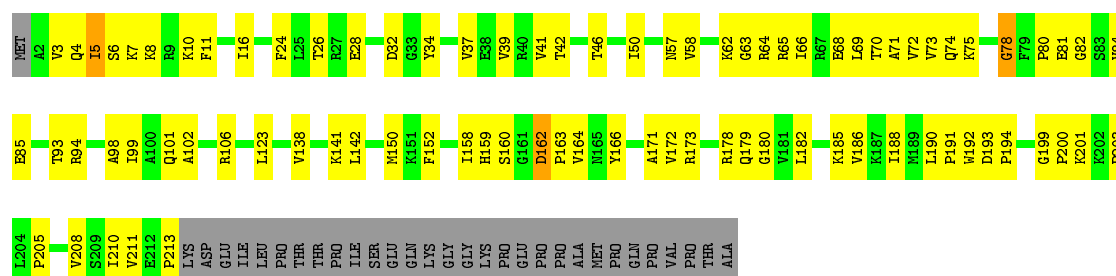 MET A2 V3 Q4 I5 S6 K7 K8 R9 K10 F11 I16 F24 L25 T26 R27 E28 D32 G33 Y34 V37 E38 V39 R40 V41 T42 T46 I50 N57 V58 K62 G63 R64 R65 I66 R67 E68 L69 T70 A71 V72 V73 Q74 K75 G78 F79 P80 E81 G82 S83
E85 T93 R94 A98 I99 A100 Q101 A102 R106 L123 V138 K141 L142 M150 K151 F152 I158 H159 S160 G161 D162 P163 V164 N165 Y166 A171 V172 R173 R178 Q179 G180 V181 L182 K185 V186 K187 I188 M189 L190 P191 W192 D193 P194 G199 P200 K201 K202
L204 P205 V208 S209 I210 V211 E212 P213 LYS ASP GLU ILE LEU PRO THR THR PRO ILE SER GLU GLN LYS GLY GLY LYS PRO GLU PRO PRO ALA MET PRO GLN PRO PRO VAL PRO THR ALA